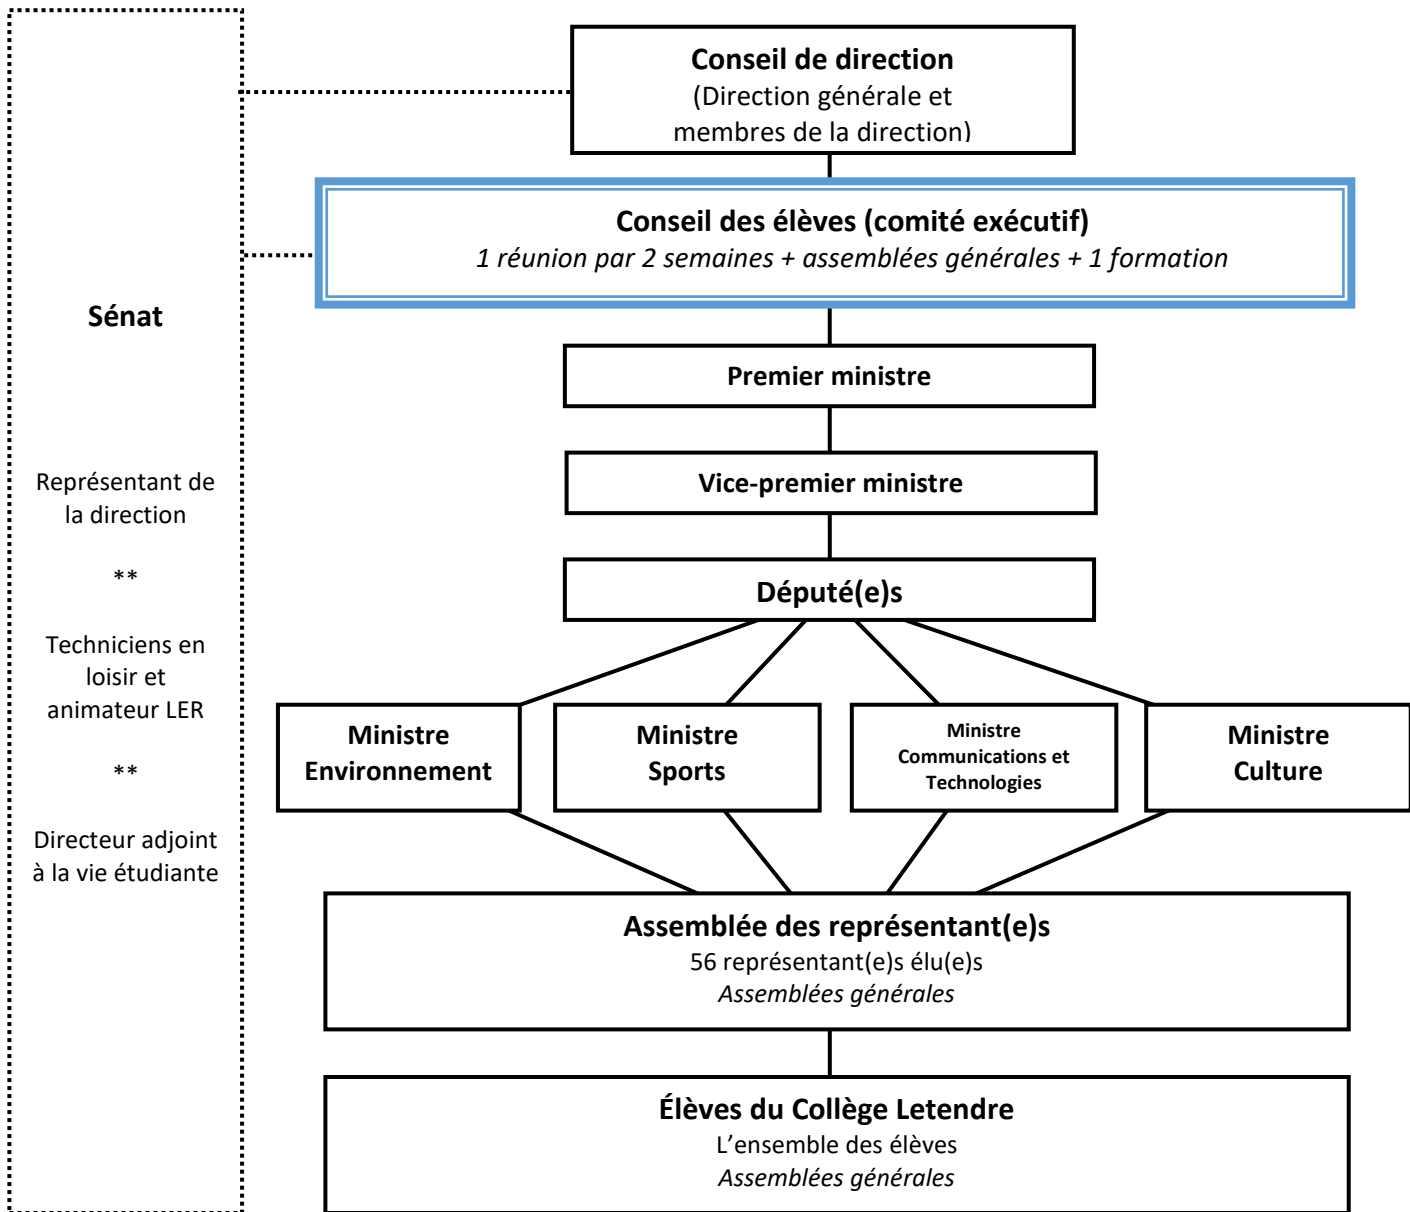 Conseil de direction
(Direction générale et
membres de la direction)
Conseil des élèves (comité exécutif)
1 réunion par 2 semaines + assemblées générales + 1 formation
Sénat
Représentant de
la direction
**
Techniciens en
loisir et
animateur LER
**
Directeur adjoint
à la vie étudiante
Premier ministre
Vice-premier ministre
Député(e)s
Ministre
Environnement
Ministre
Sports
Ministre
Communications et
Technologies
Ministre
Culture
Assemblée des représentant(e)s
56 représentant(e)s élu(e)s
Assemblées générales
Élèves du Collège Letendre
L’ensemble des élèves
Assemblées générales